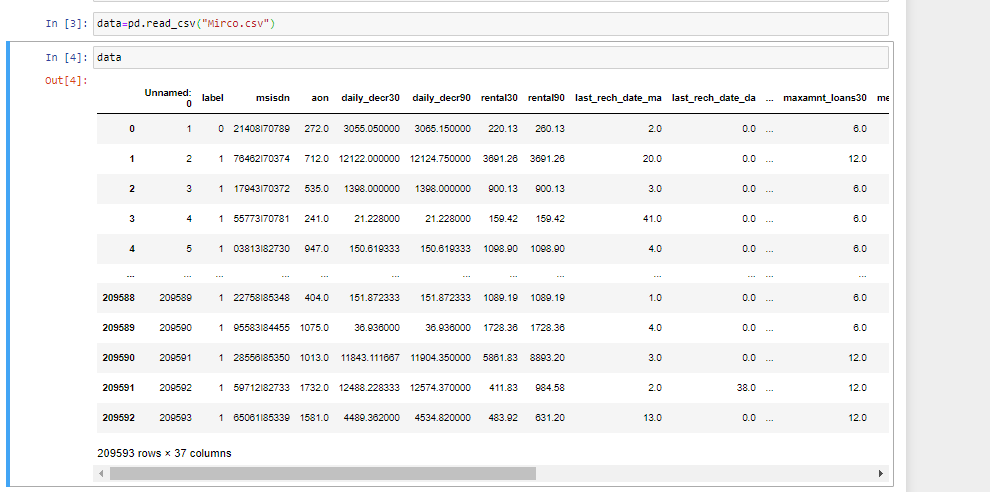 In [3]: data=pd.read_csv("Mirco.csv")
In [4]: data
Out[4]:
Unnamed: 0 label msisdn aon daily_decr30 daily_decr90 rental30 rental90 last_rech_date_ma last_rech_date_da ... maxamnt_loans30 me
0 1 0 21408I70789 272.0 3055.050000 3065.150000 220.13 260.13 2.0 0.0 ... 6.0
1 2 1 76462I70374 712.0 12122.000000 12124.750000 3691.26 3691.26 20.0 0.0 ... 12.0
2 3 1 17943I70372 535.0 1398.000000 1398.000000 900.13 900.13 3.0 0.0 ... 6.0
3 4 1 55773I70781 241.0 21.228000 21.228000 159.42 159.42 41.0 0.0 ... 6.0
4 5 1 03813I82730 947.0 150.619333 150.619333 1098.90 1098.90 4.0 0.0 ... 6.0
... ... ... ... ... ... ... ... ... ... ... ... ...
209588 209589 1 22758I85348 404.0 151.872333 151.872333 1089.19 1089.19 1.0 0.0 ... 6.0
209589 209590 1 95583I84455 1075.0 36.936000 36.936000 1728.36 1728.36 4.0 0.0 ... 6.0
209590 209591 1 28556I85350 1013.0 11843.111667 11904.350000 5861.83 8893.20 3.0 0.0 ... 12.0
209591 209592 1 59712I82733 1732.0 12488.228333 12574.370000 411.83 984.58 2.0 38.0 ... 12.0
209592 209593 1 65061I85339 1581.0 4489.362000 4534.820000 483.92 631.20 13.0 0.0 ... 12.0
209593 rows × 37 columns